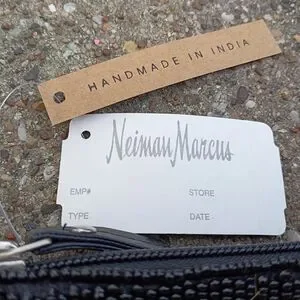 HANDMADE IN INDIA
Neiman Marcus
EMP# STORE
TYPE DATE